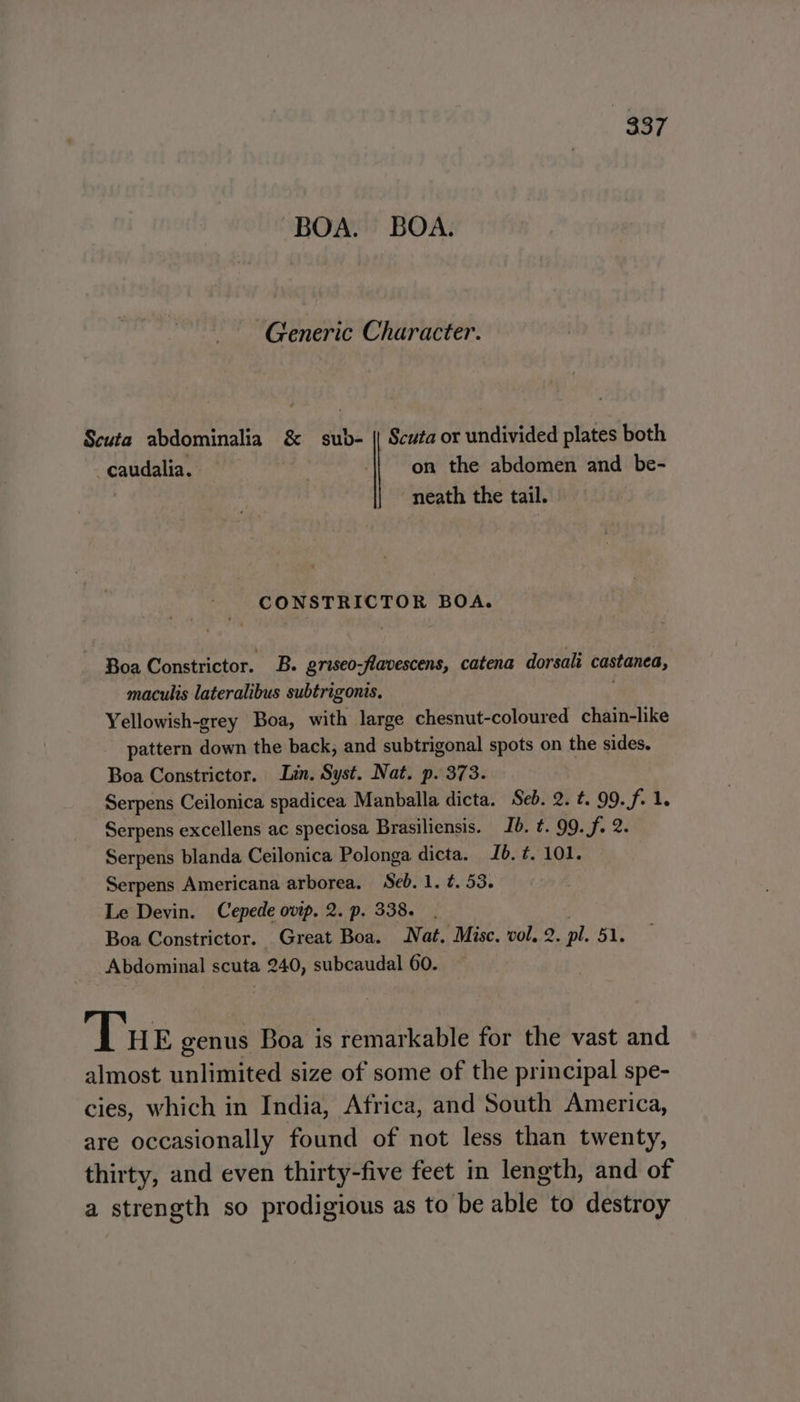 337
BOA. BOA.
Generic Character.
Scuta abdominalia & sub-
caudalia.
Scuta or undivided plates both
on the abdomen and be-
neath the tail.
CONSTRICTOR BOA.
Boa Constrictor. B. griseo-flavescens, catena dorsali castanea,
maculis lateralibus subtrigonis.
Yellowish-grey Boa, with large chesnut-coloured chain-like
pattern down the back, and subtrigonal spots on the sides.
Boa Constrictor. Lin. Syst. Nat. p. 373.
Serpens Ceilonica spadicea Manballa dicta. Seb. 2. t. 99. f. 1.
Serpens excellens ac speciosa Brasiliensis. Ib. t. 99. f. 2.
Serpens blanda Ceilonica Polonga dicta. Ib. t. 101.
Serpens Americana arborea. Seb. 1. t. 53.
Le Devin. Cepede ovip. 2. p. 338.
Boa Constrictor. Great Boa. Nat. Misc. vol. 2. pl. 51.
Abdominal scuta 240, subcaudal 60.
THE genus Boa is remarkable for the vast and
almost unlimited size of some of the principal spe-
cies, which in India, Africa, and South America,
are occasionally found of not less than twenty,
thirty, and even thirty-five feet in length, and of
a strength so prodigious as to be able to destroy